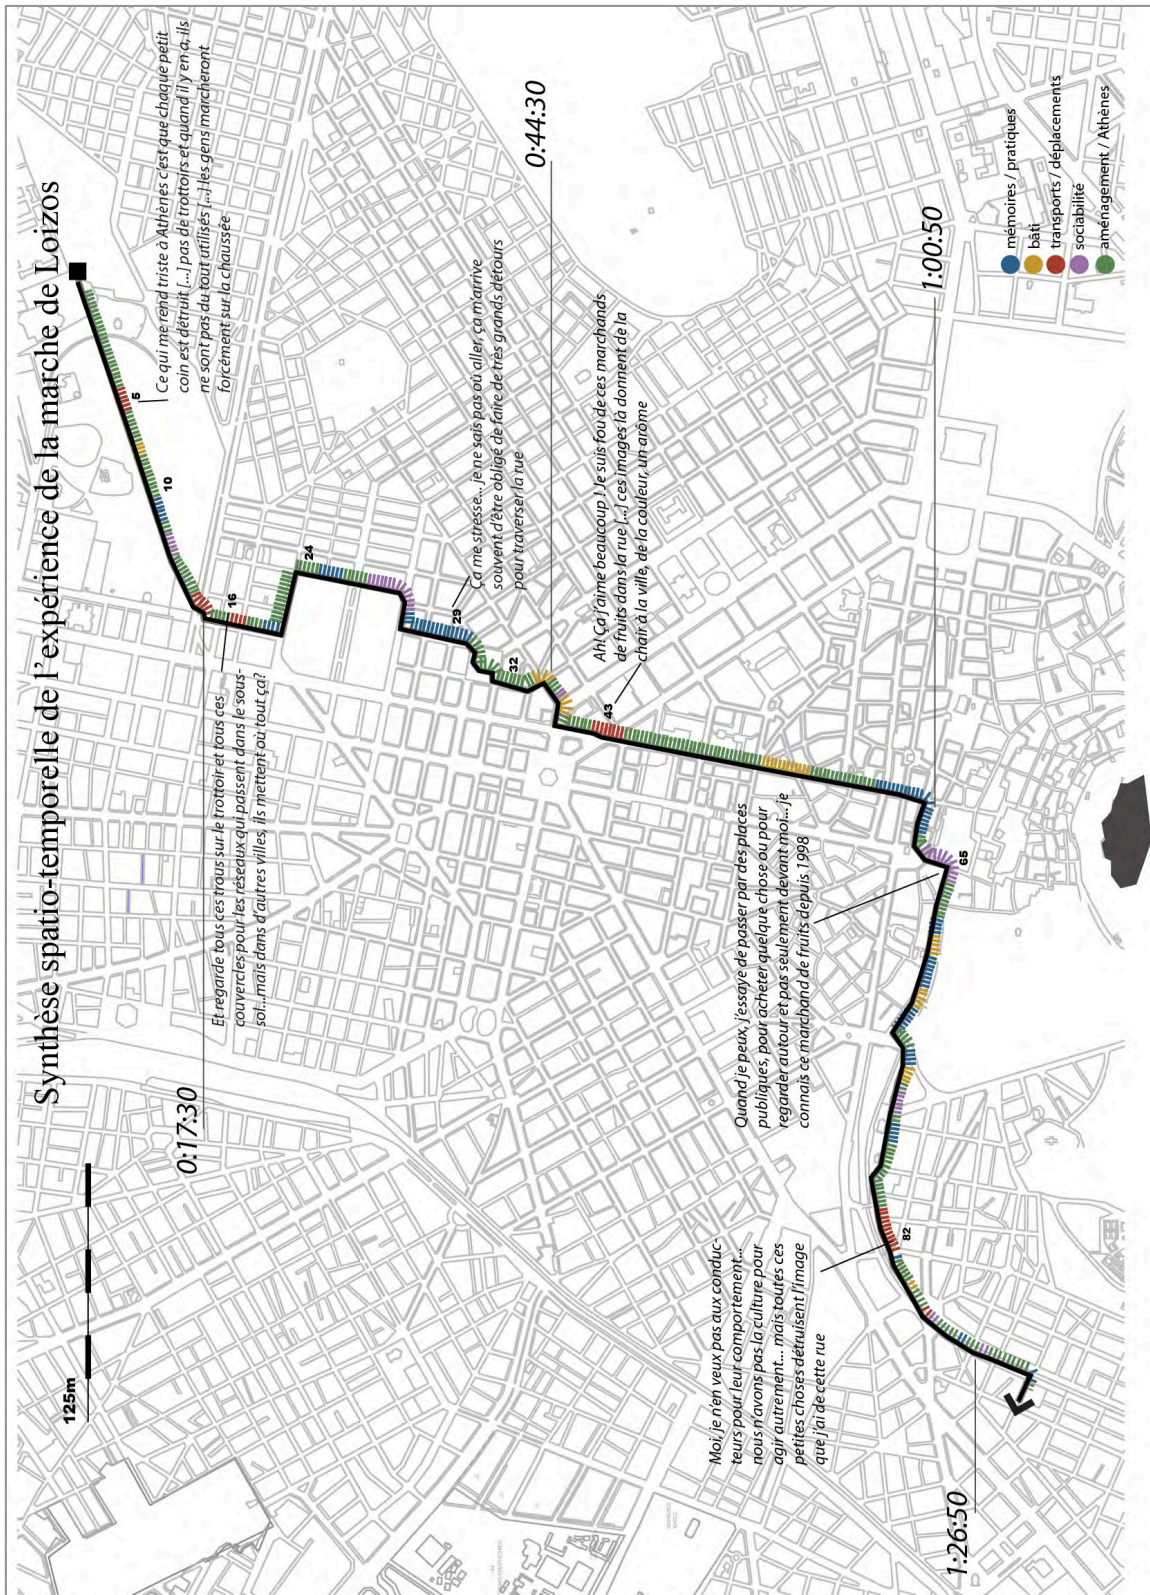 Synthèse spatio-temporelle de l'expérience de la marche de Loizos
125m
0:17:30
Et regarde tous ces trous sur le trottoir et tous ces
couvercles pour les réseaux qui passent dans le sous-
sol...mais dans d'autres villes, ils mettent où tout ça?
Ce qui me rend triste à Athènes c'est que chaque petit
coin est détruit [...] pas de trottoirs et quand il y en a, ils
ne sont pas du tout utilisés [...] les gens marcheront
forcément sur la chaussée
5
10
16
24
Ça me stresse... je ne sais pas où aller, ça m'arrive
souvent d'être obligé de faire de très grands détours
pour traverser la rue
29
32
0:44:30
Ah! Ça j'aime beaucoup ! Je suis fou de ces marchands
de fruits dans la rue [...] ces images là donnent de la
chair à la ville, de la couleur, un arôme
43
Quand je peux, j'essaye de passer par des places
publiques, pour acheter quelque chose ou pour
regarder autour et pas seulement devant moi... je
connais ce marchand de fruits depuis 1998
65
1:00:50
Moi, je n'en veux pas aux conduc-
teurs pour leur comportement...
nous n'avons pas la culture pour
agir autrement... mais toutes ces
petites choses détruisent l'image
que j'ai de cette rue
82
1:26:50
mémoires / pratiques
bâti
transports / déplacements
sociabilité
aménagement / Athènes